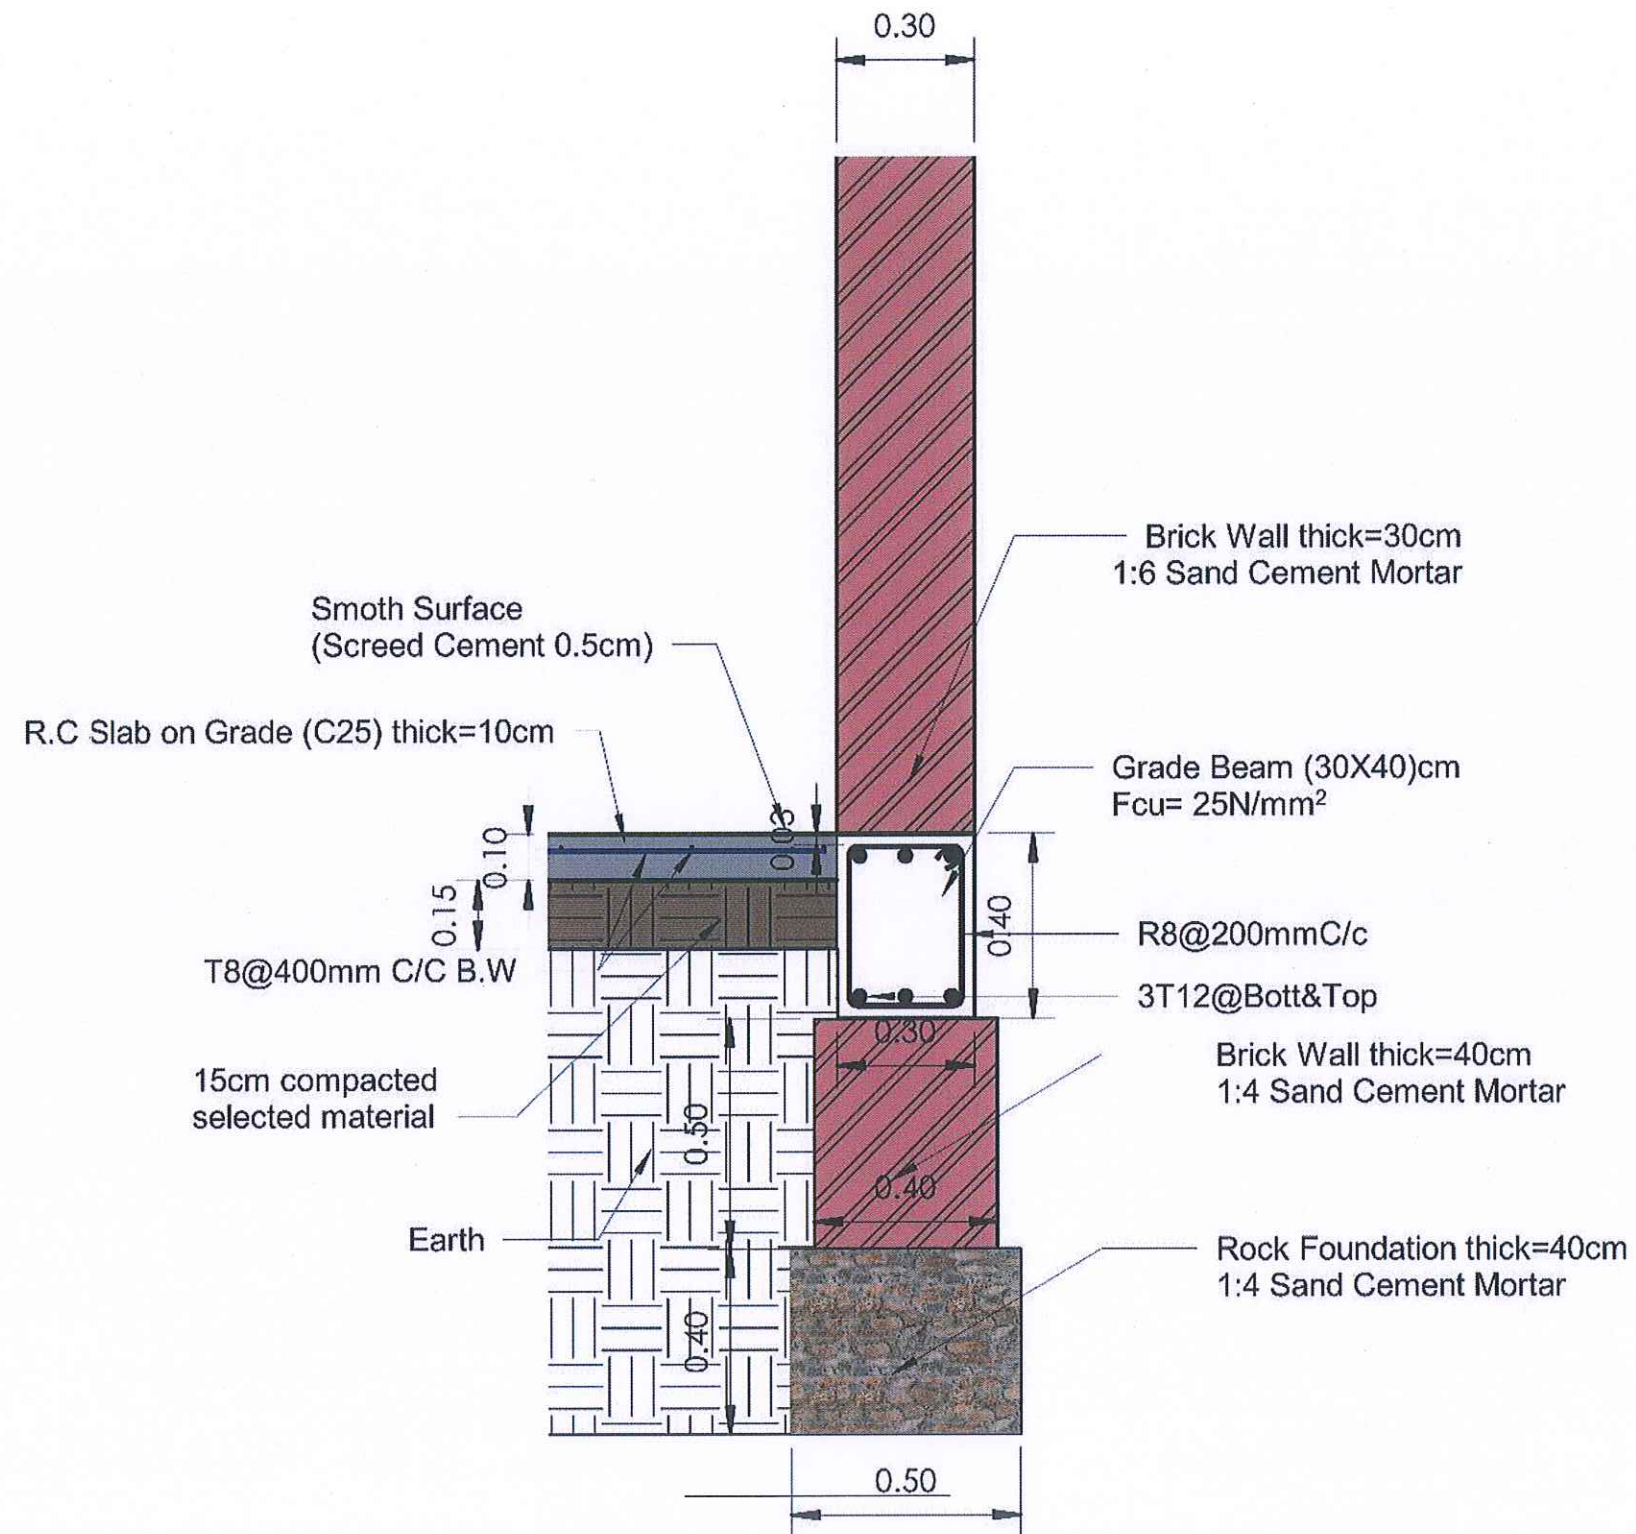 0.30
Brick Wall thick=30cm
1:6 Sand Cement Mortar
Smoth Surface
(Screed Cement 0.5cm)
R.C Slab on Grade (C25) thick=10cm
Grade Beam (30X40)cm
Fcu= 25N/mm²
0.03
0.10
0.15
0.40
R8@200mmC/c
T8@400mm C/C B.W
3T12@Bott&Top
0.30
Brick Wall thick=40cm
1:4 Sand Cement Mortar
15cm compacted
selected material
0.50
0.40
Earth
Rock Foundation thick=40cm
1:4 Sand Cement Mortar
0.40
0.50